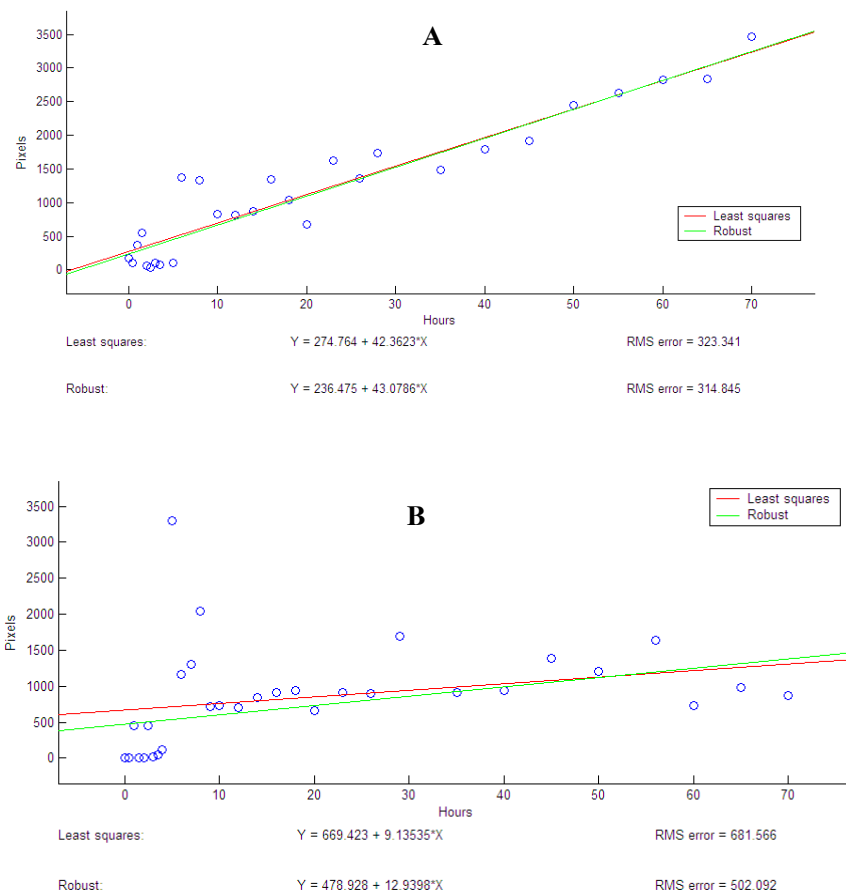 A
3500
3000
2500
2000
1500
1000
500
0
Pixels
Least squares
Robust
0 10 20 30 40 50 60 70
Hours
Least squares: Y = 274.764 + 42.3623*X RMS error = 323.341
Robust: Y = 236.475 + 43.0786*X RMS error = 314.845
B
3500
3000
2500
2000
1500
1000
500
0
Pixels
Least squares
Robust
0 10 20 30 40 50 60 70
Hours
Least squares: Y = 669.423 + 9.13535*X RMS error = 681.566
Robust: Y = 478.928 + 12.9398*X RMS error = 502.092